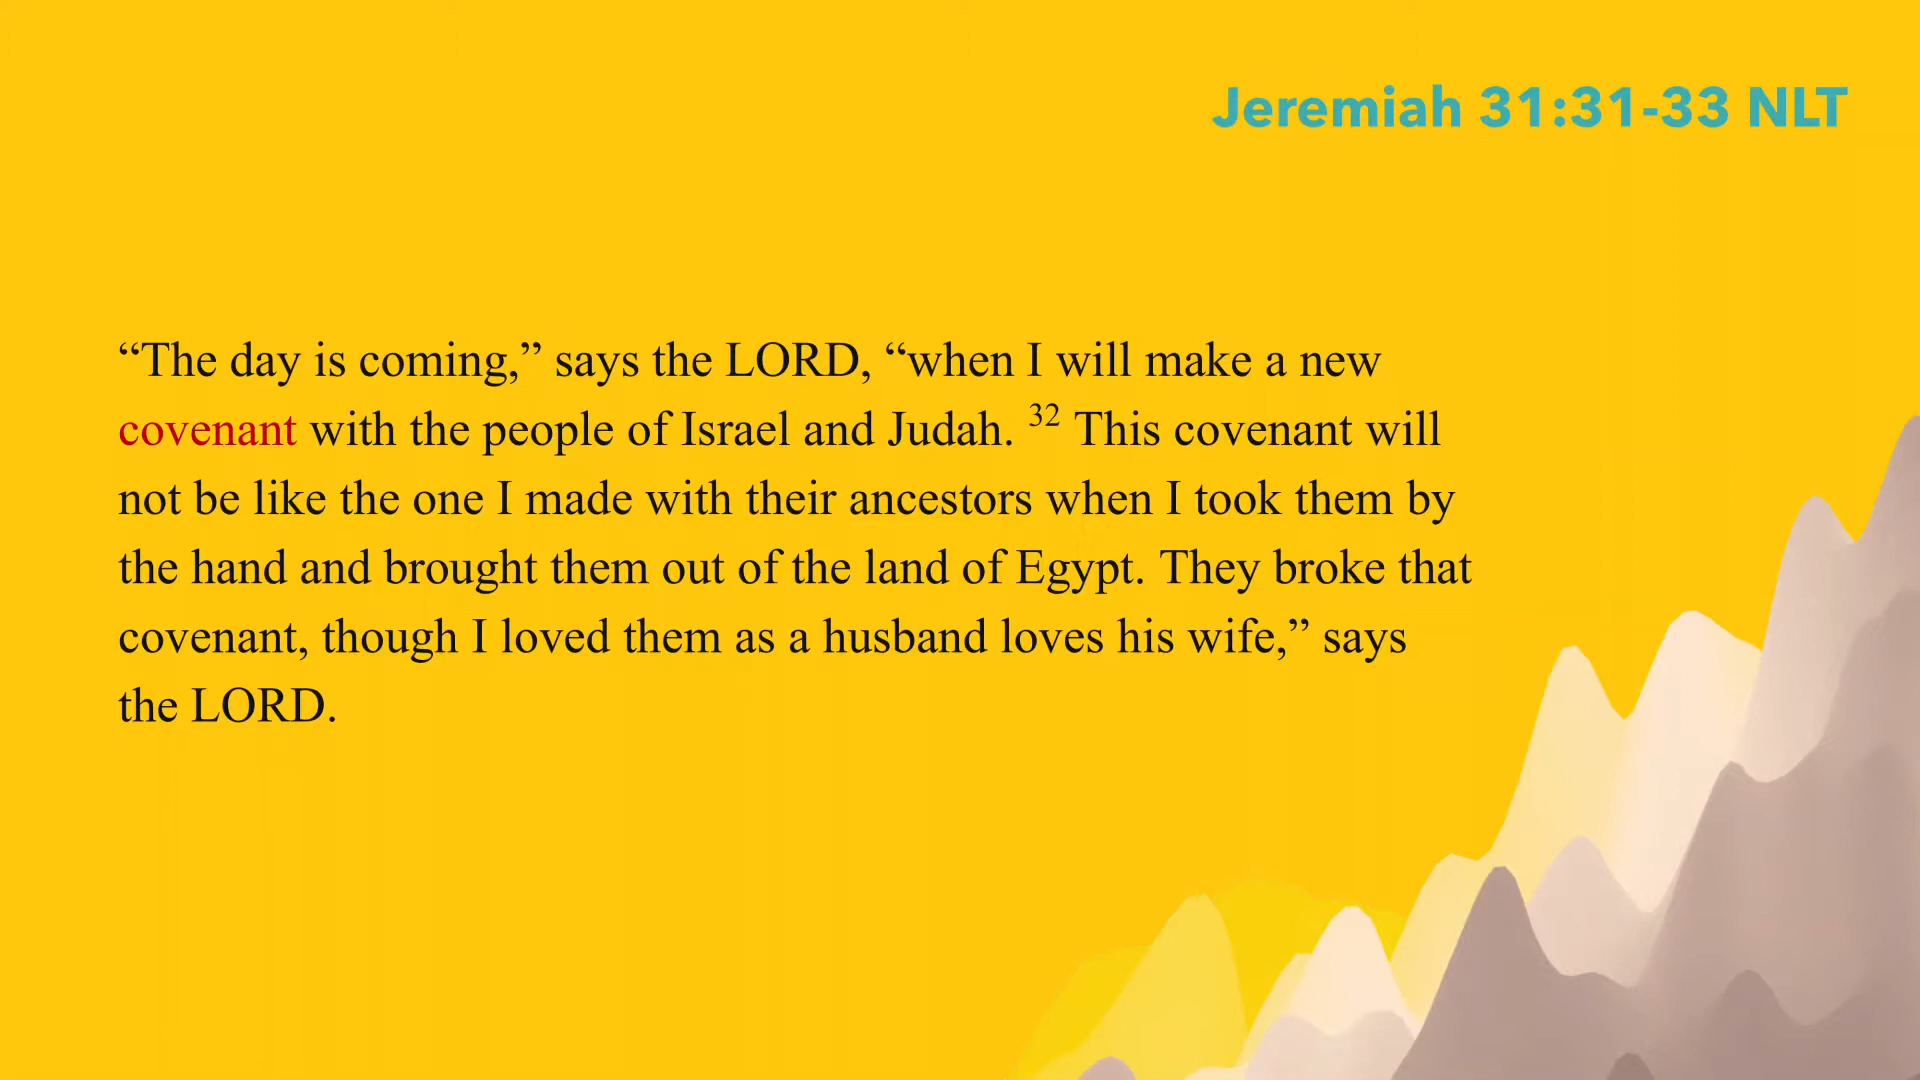 Jeremiah 31:31-33 NLT
“The day is coming,” says the LORD, “when I will make a new
covenant with the people of Israel and Judah. 32 This covenant will
not be like the one I made with their ancestors when I took them by
the hand and brought them out of the land of Egypt. They broke that
covenant, though I loved them as a husband loves his wife,” says
the LORD.